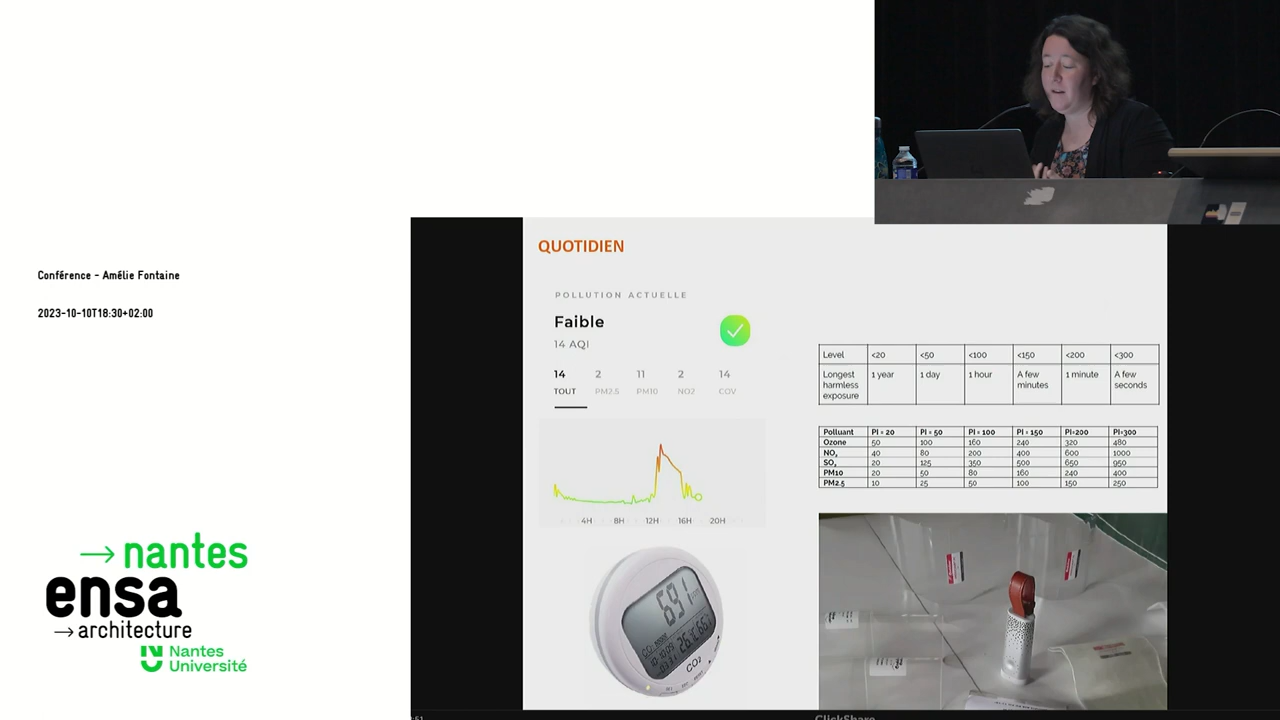 Conférence - Amélie Fontaine
2023-10-10T18:30+02:00
→nantes
ensa
→architecture
Nantes
Université
QUOTIDIEN
POLLUTION ACTUELLE
Faible
14 AQI
14 2 11 2 14
TOUT PM2.5 PM10 NO2 COV
4H 8H 12H 16H 20H
Level <20 <50 <100 <150 <200 <300
Longest harmless exposure 1 year 1 day 1 hour A few minutes 1 minute A few seconds
Polluant PI = 20 PI = 50 PI = 100 PI = 150 PI=200 PI=300
Ozone 50 100 160 240 320 480
NOx 40 80 200 400 600 1000
SOx 20 125 350 500 650 950
PM10 20 50 80 160 240 400
PM2.5 10 25 50 100 150 250
691
CO2
ClickShare